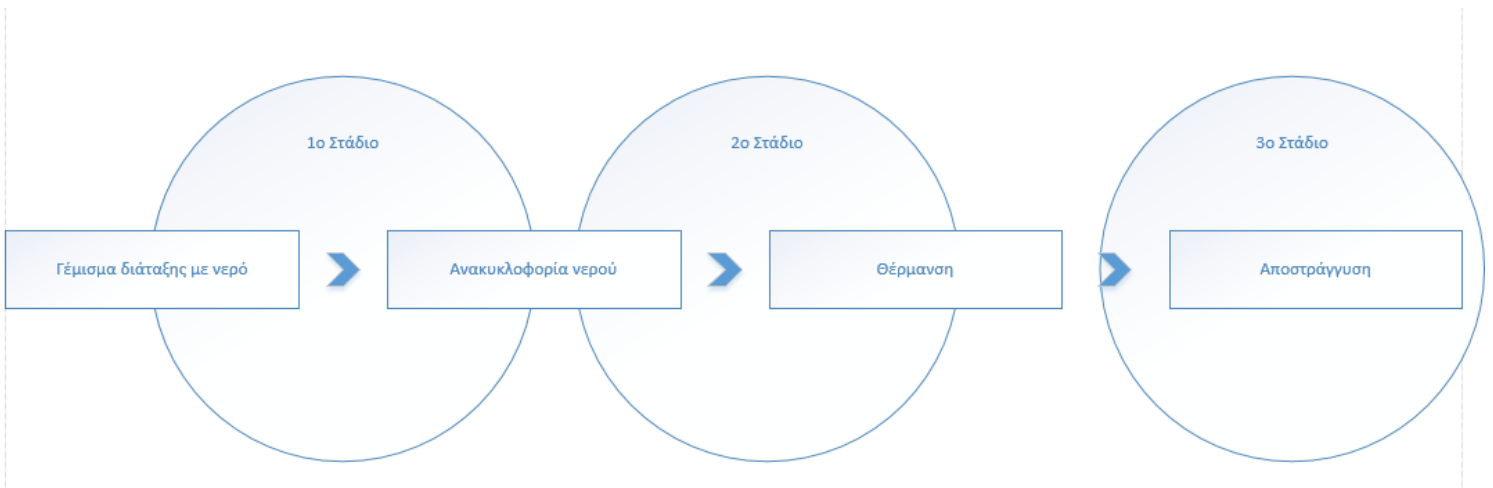 1ο Στάδιο
2ο Στάδιο
3ο Στάδιο
Γέμισμα διάταξης με νερό
Ανακυκλοφορία νερού
Θέρμανση
Αποστράγγυση